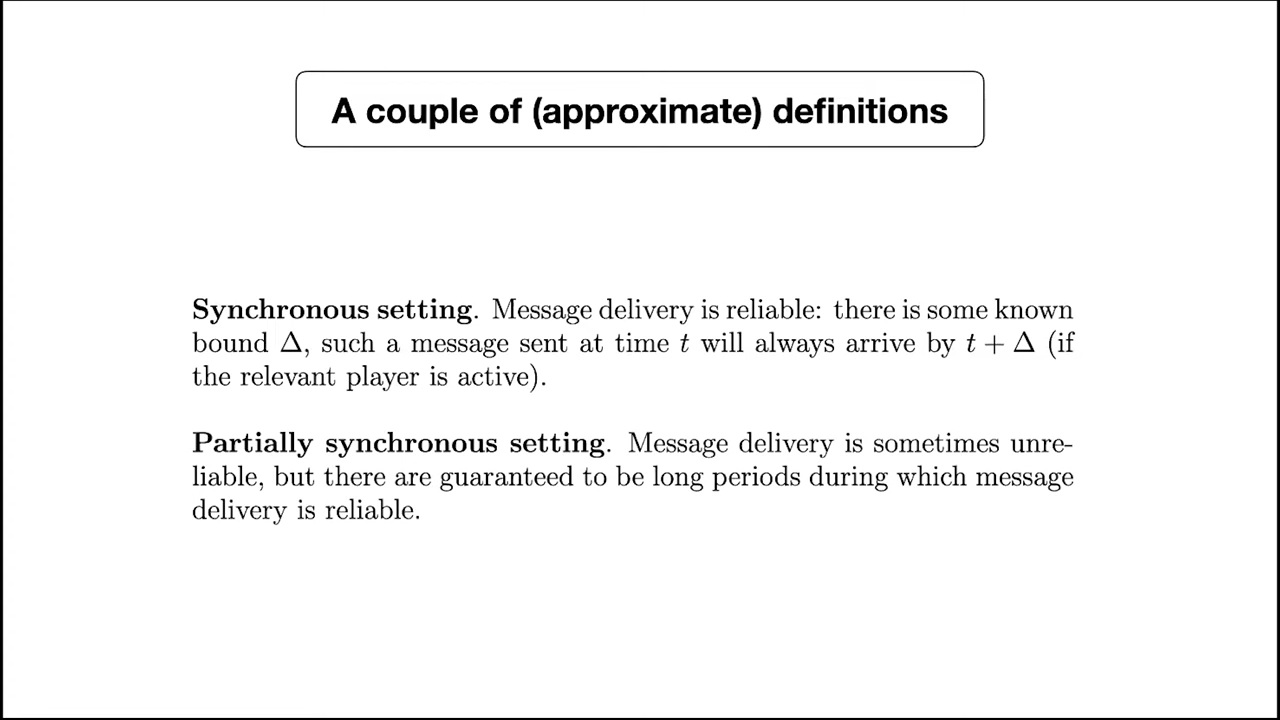 A couple of (approximate) definitions
Synchronous setting. Message delivery is reliable: there is some known
bound Δ, such a message sent at time t will always arrive by t + Δ (if
the relevant player is active).
Partially synchronous setting. Message delivery is sometimes unre-
liable, but there are guaranteed to be long periods during which message
delivery is reliable.